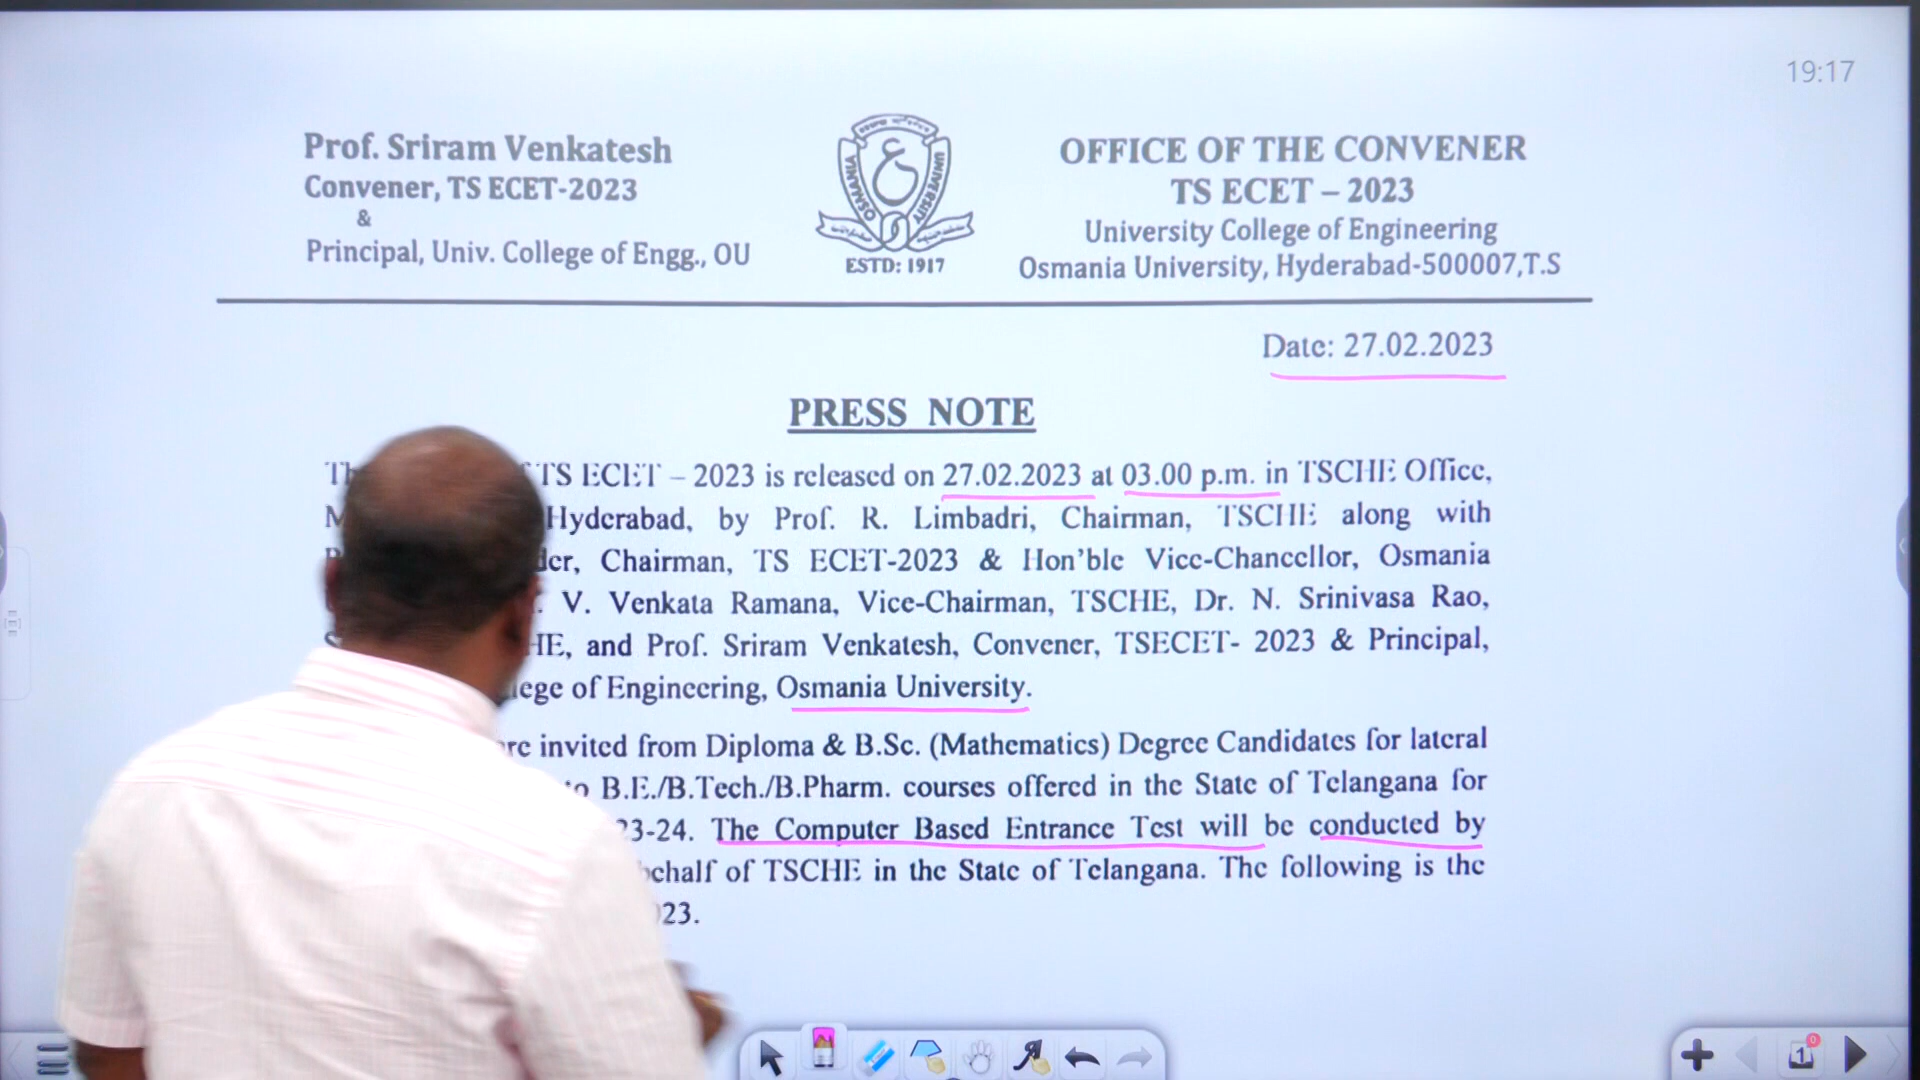 19:17
Prof. Sriram Venkatesh
Convener, TS ECET-2023
&
Principal, Univ. College of Engg., OU
OSMANIA UNIVERSITY
ESTD: 1917
OFFICE OF THE CONVENER
TS ECET – 2023
University College of Engineering
Osmania University, Hyderabad-500007,T.S
Date: 27.02.2023
PRESS NOTE
TS ECET – 2023 is released on 27.02.2023 at 03.00 p.m. in TSCHE Office,
Hyderabad, by Prof. R. Limbadri, Chairman, TSCHE along with
Chairman, TS ECET-2023 & Hon'ble Vice-Chancellor, Osmania
V. Venkata Ramana, Vice-Chairman, TSCHE, Dr. N. Srinivasa Rao,
and Prof. Sriram Venkatesh, Convener, TSECET- 2023 & Principal,
of Engineering, Osmania University.
invited from Diploma & B.Sc. (Mathematics) Degree Candidates for lateral
B.E./B.Tech./B.Pharm. courses offered in the State of Telangana for
23-24. The Computer Based Entrance Test will be conducted by
behalf of TSCHE in the State of Telangana. The following is the
23.
1
0